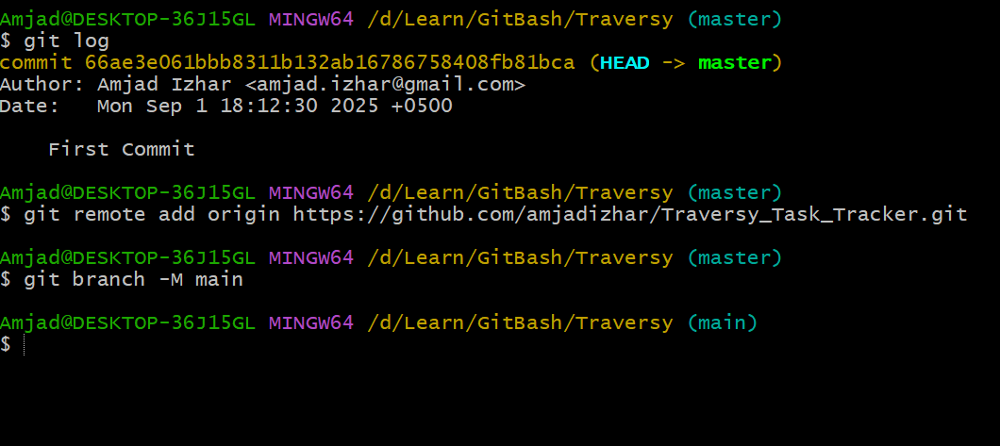 Amjad@DESKTOP-36J15GL MINGW64 /d/Learn/GitBash/Traversy (master)
$ git log
commit 66ae3e061bbb8311b132ab16786758408fb81bca (HEAD -> master)
Author: Amjad Izhar <amjad.izhar@gmail.com>
Date:   Mon Sep 1 18:12:30 2025 +0500
    First Commit
Amjad@DESKTOP-36J15GL MINGW64 /d/Learn/GitBash/Traversy (master)
$ git remote add origin https://github.com/amjadizhar/Traversy_Task_Tracker.git
Amjad@DESKTOP-36J15GL MINGW64 /d/Learn/GitBash/Traversy (master)
$ git branch -M main
Amjad@DESKTOP-36J15GL MINGW64 /d/Learn/GitBash/Traversy (main)
$